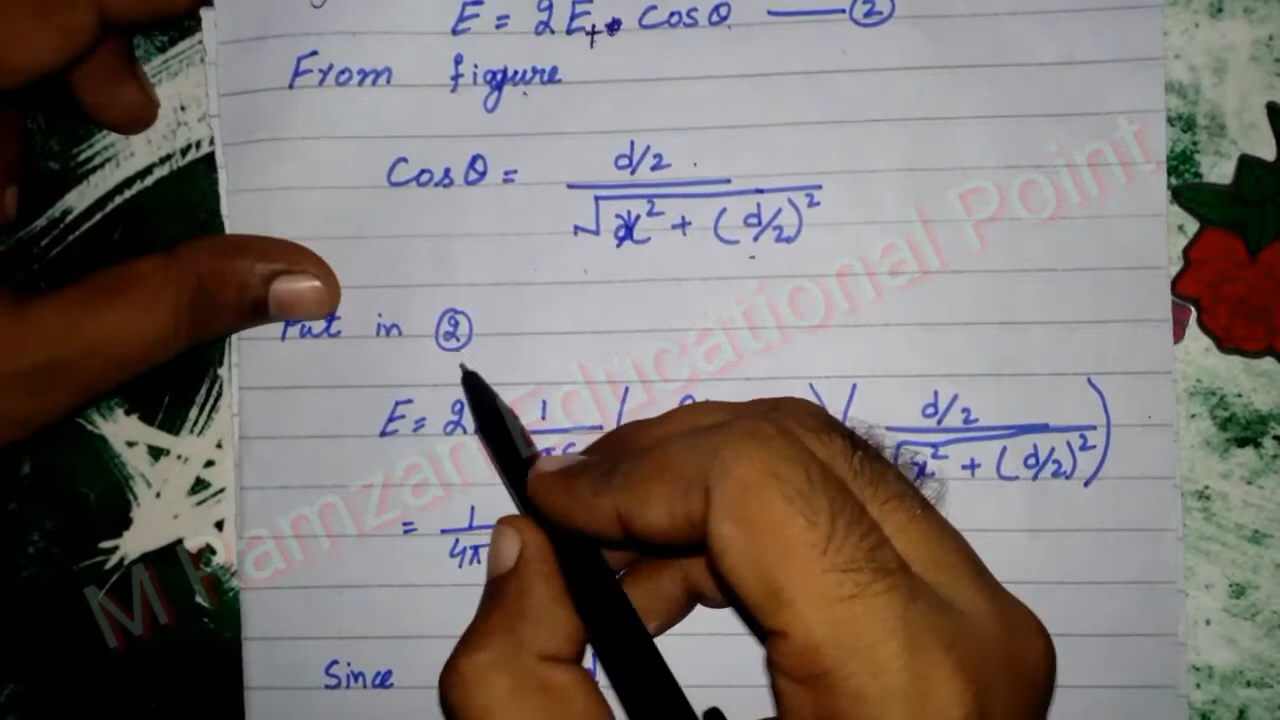 E = 2E₊ Cosθ —— ②
From figure
Cosθ = d/2 / √(x² + (d/2)²)
Put in ②
E = 2 1 ( )( d/2 / √(x² + (d/2)²) )
= 1/4π
Since
M Ramzan Educational Point